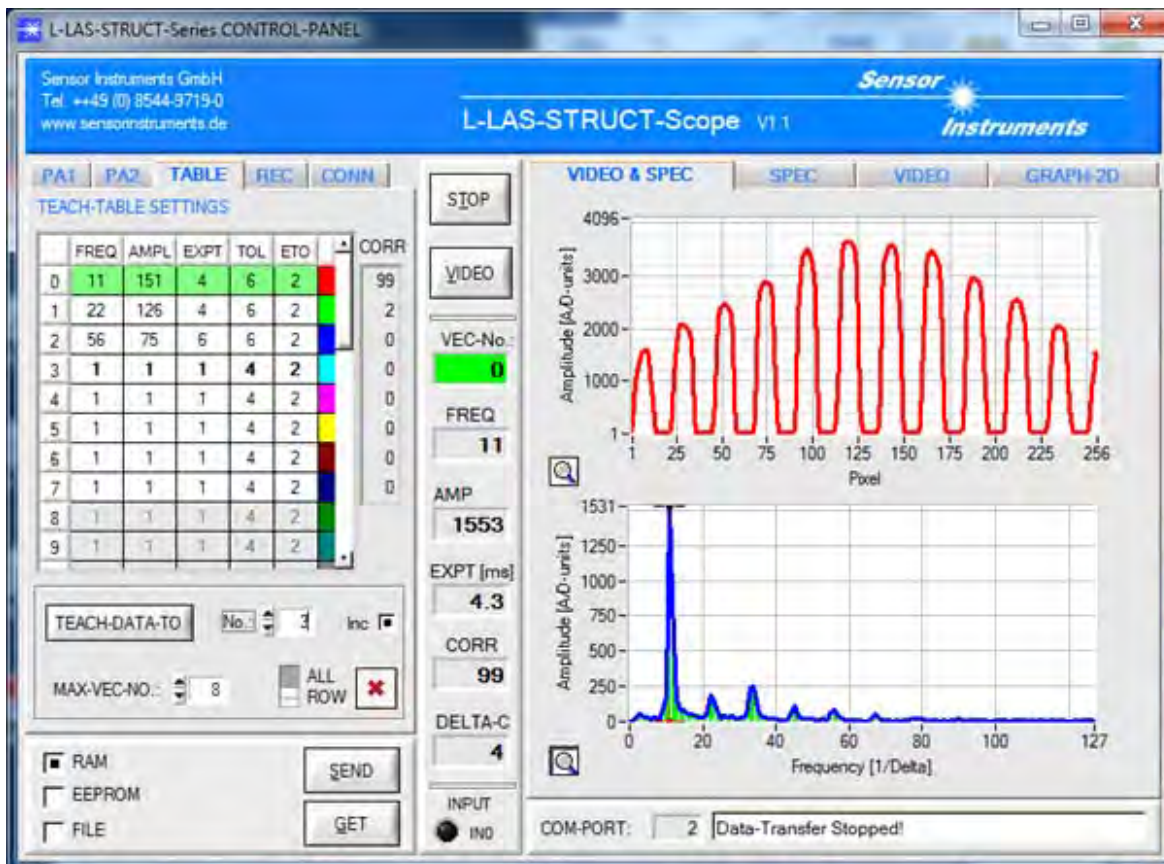 L-LAS-STRUCT-Series CONTROL-PANEL
Sensor Instruments GmbH
Tel. ++49 (0) 8544-9719-0
www.sensorinstruments.de
L-LAS-STRUCT-Scope V1.1
Sensor
Instruments
PA1 PA2 TABLE REC CONN
TEACH-TABLE SETTINGS
FREQ AMPL EXPT TOL ETO CORR
0 11 151 4 6 2 99
1 22 126 4 6 2 2
2 56 75 6 6 2 0
3 1 1 1 4 2 0
4 1 1 1 4 2 0
5 1 1 1 4 2 0
6 1 1 1 4 2 0
7 1 1 1 4 2 0
8 1 1 1 4 2
9 1 1 1 4 2
TEACH-DATA-TO No.: 3 Inc
MAX-VEC-NO.: 8 ALL
ROW
RAM
EEPROM
FILE
SEND
GET
STOP
VIDEO
VEC-No.:
0
FREQ
11
AMP
1553
EXPT [ms]
4.3
CORR
99
DELTA-C
4
INPUT
IN0
VIDEO & SPEC SPEC VIDEO GRAPH-2D
Amplitude [A/D-units]
4096
3000
2000
1000
1
1 25 50 75 100 125 150 175 200 225 256
Pixel
Amplitude [A/D-units]
1531
1250
1000
750
500
250
0
0 20 40 60 80 100 127
Frequency [1/Delta]
COM-PORT: 2 Data-Transfer Stopped!